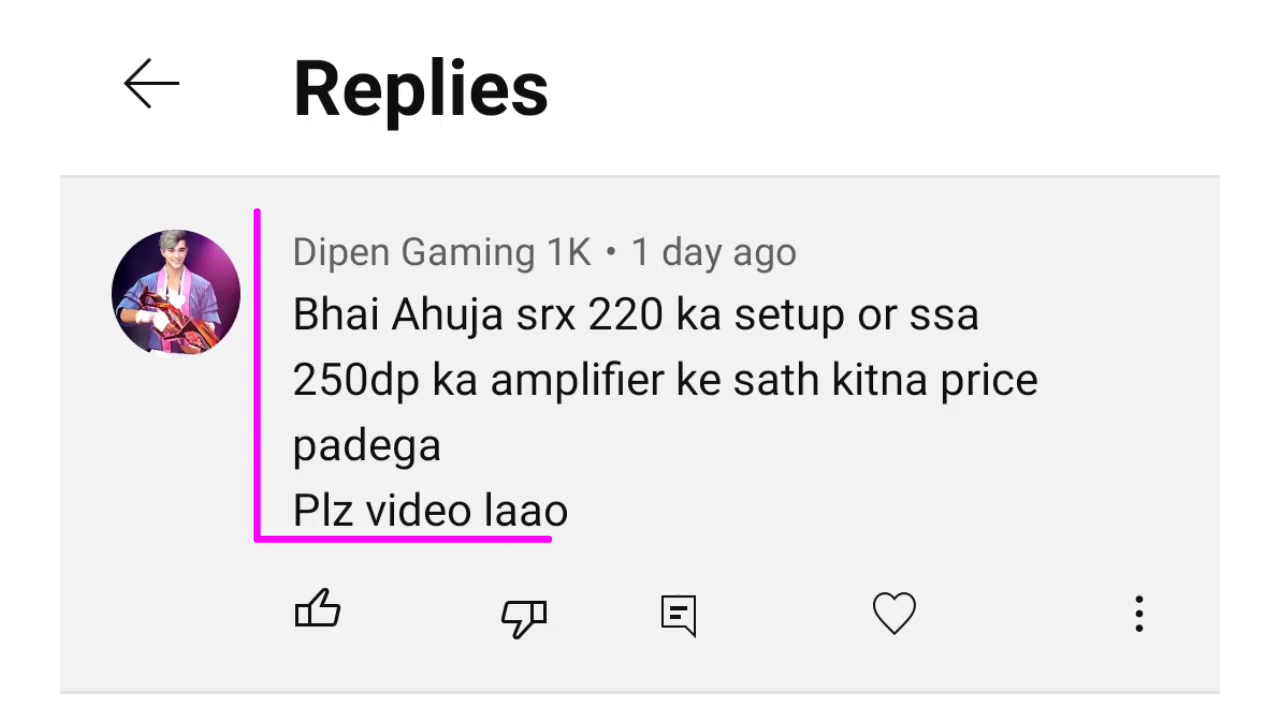 Replies
Dipen Gaming 1K • 1 day ago
Bhai Ahuja srx 220 ka setup or ssa
250dp ka amplifier ke sath kitna price
padega
Plz video laao